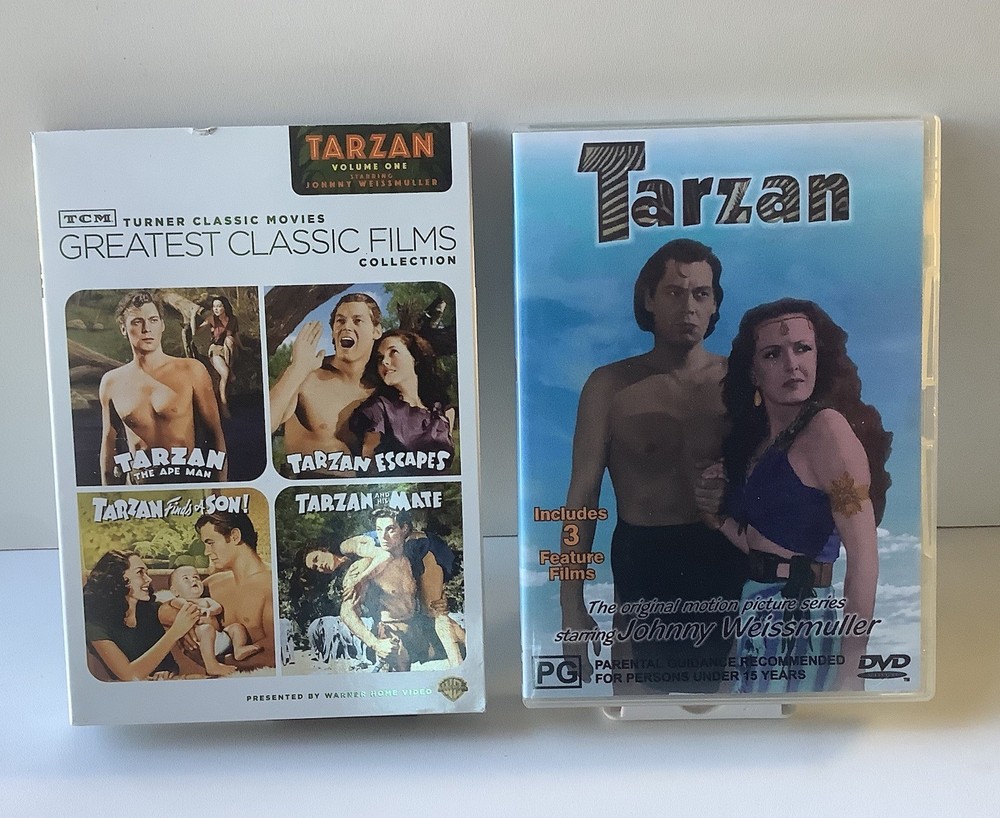 TARZAN
VOLUME ONE
STARRING
JOHNNY WEISSMULLER
TCM TURNER CLASSIC MOVIES
GREATEST CLASSIC FILMS
COLLECTION
TARZAN
THE APE MAN
TARZAN ESCAPES
TARZAN Finds A SON!
TARZAN AND HIS MATE
PRESENTED BY WARNER HOME VIDEO
WB
Tarzan
Includes
3
Feature
Films
The original motion picture series
starring Johnny Weissmuller
PG PARENTAL GUIDANCE RECOMMENDED
FOR PERSONS UNDER 15 YEARS
DVD
TM